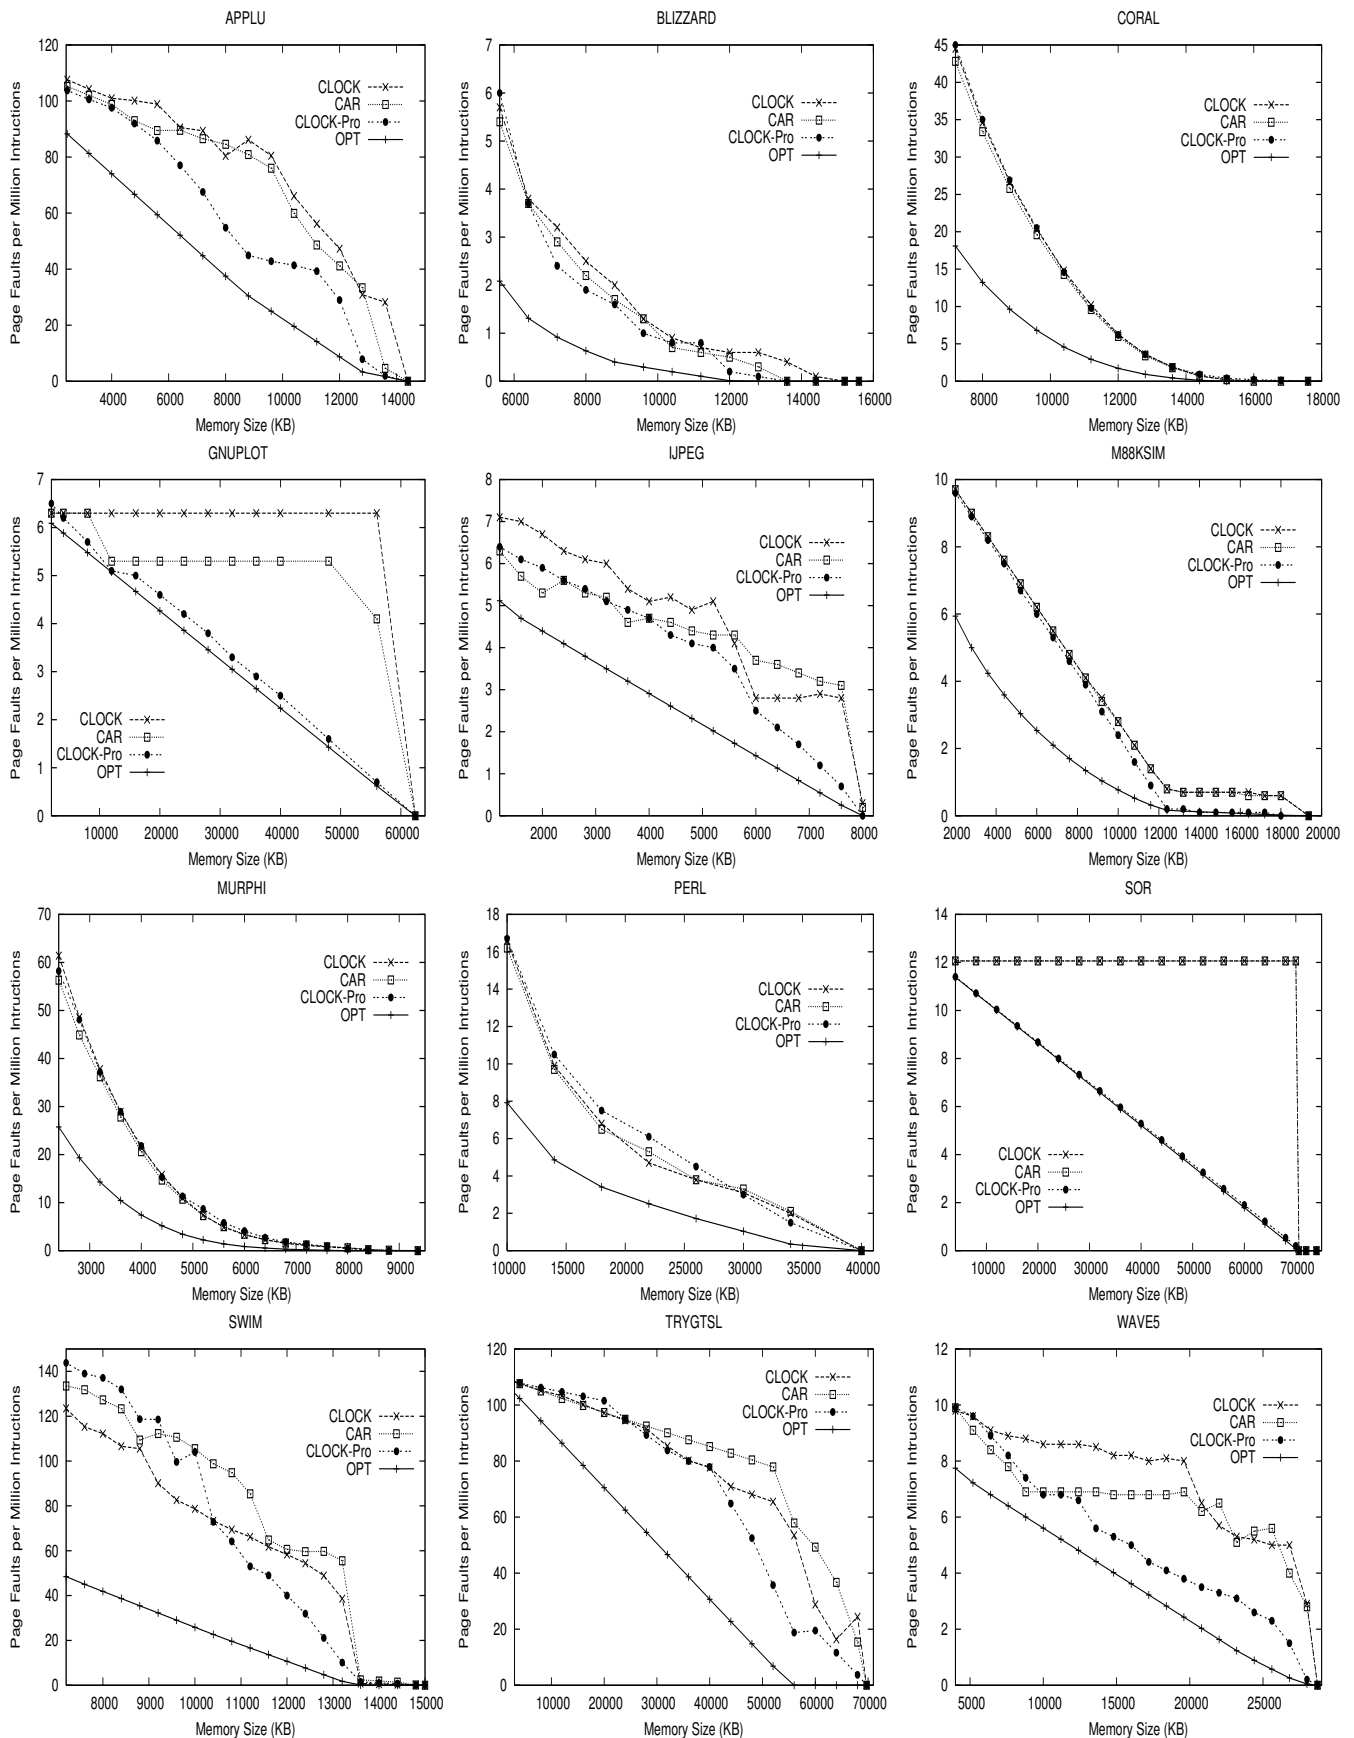 APPLU
120
100
80
60
40
20
0
4000 6000 8000 10000 12000 14000
Page Faults per Million Intructions
Memory Size (KB)
CLOCK
CAR
CLOCK-Pro
OPT
BLIZZARD
7
6
5
4
3
2
1
0
6000 8000 10000 12000 14000 16000
Page Faults per Million Intructions
Memory Size (KB)
CLOCK
CAR
CLOCK-Pro
OPT
CORAL
45
40
35
30
25
20
15
10
5
0
8000 10000 12000 14000 16000 18000
Page Faults per Million Intructions
Memory Size (KB)
CLOCK
CAR
CLOCK-Pro
OPT
GNUPLOT
7
6
5
4
3
2
1
0
10000 20000 30000 40000 50000 60000
Page Faults per Million Intructions
Memory Size (KB)
CLOCK
CAR
CLOCK-Pro
OPT
IJPEG
8
7
6
5
4
3
2
1
0
2000 3000 4000 5000 6000 7000 8000
Page Faults per Million Intructions
Memory Size (KB)
CLOCK
CAR
CLOCK-Pro
OPT
M88KSIM
10
8
6
4
2
0
2000 4000 6000 8000 10000 12000 14000 16000 18000 20000
Page Faults per Million Intructions
Memory Size (KB)
CLOCK
CAR
CLOCK-Pro
OPT
MURPHI
70
60
50
40
30
20
10
0
3000 4000 5000 6000 7000 8000 9000
Page Faults per Million Intructions
Memory Size (KB)
CLOCK
CAR
CLOCK-Pro
OPT
PERL
18
16
14
12
10
8
6
4
2
0
10000 15000 20000 25000 30000 35000 40000
Page Faults per Million Intructions
Memory Size (KB)
CLOCK
CAR
CLOCK-Pro
OPT
SOR
14
12
10
8
6
4
2
0
10000 20000 30000 40000 50000 60000 70000
Page Faults per Million Intructions
Memory Size (KB)
CLOCK
CAR
CLOCK-Pro
OPT
SWIM
140
120
100
80
60
40
20
0
8000 9000 10000 11000 12000 13000 14000 15000
Page Faults per Million Intructions
Memory Size (KB)
CLOCK
CAR
CLOCK-Pro
OPT
TRYGTSL
120
100
80
60
40
20
0
10000 20000 30000 40000 50000 60000 70000
Page Faults per Million Intructions
Memory Size (KB)
CLOCK
CAR
CLOCK-Pro
OPT
WAVE5
12
10
8
6
4
2
0
5000 10000 15000 20000 25000
Page Faults per Million Intructions
Memory Size (KB)
CLOCK
CAR
CLOCK-Pro
OPT